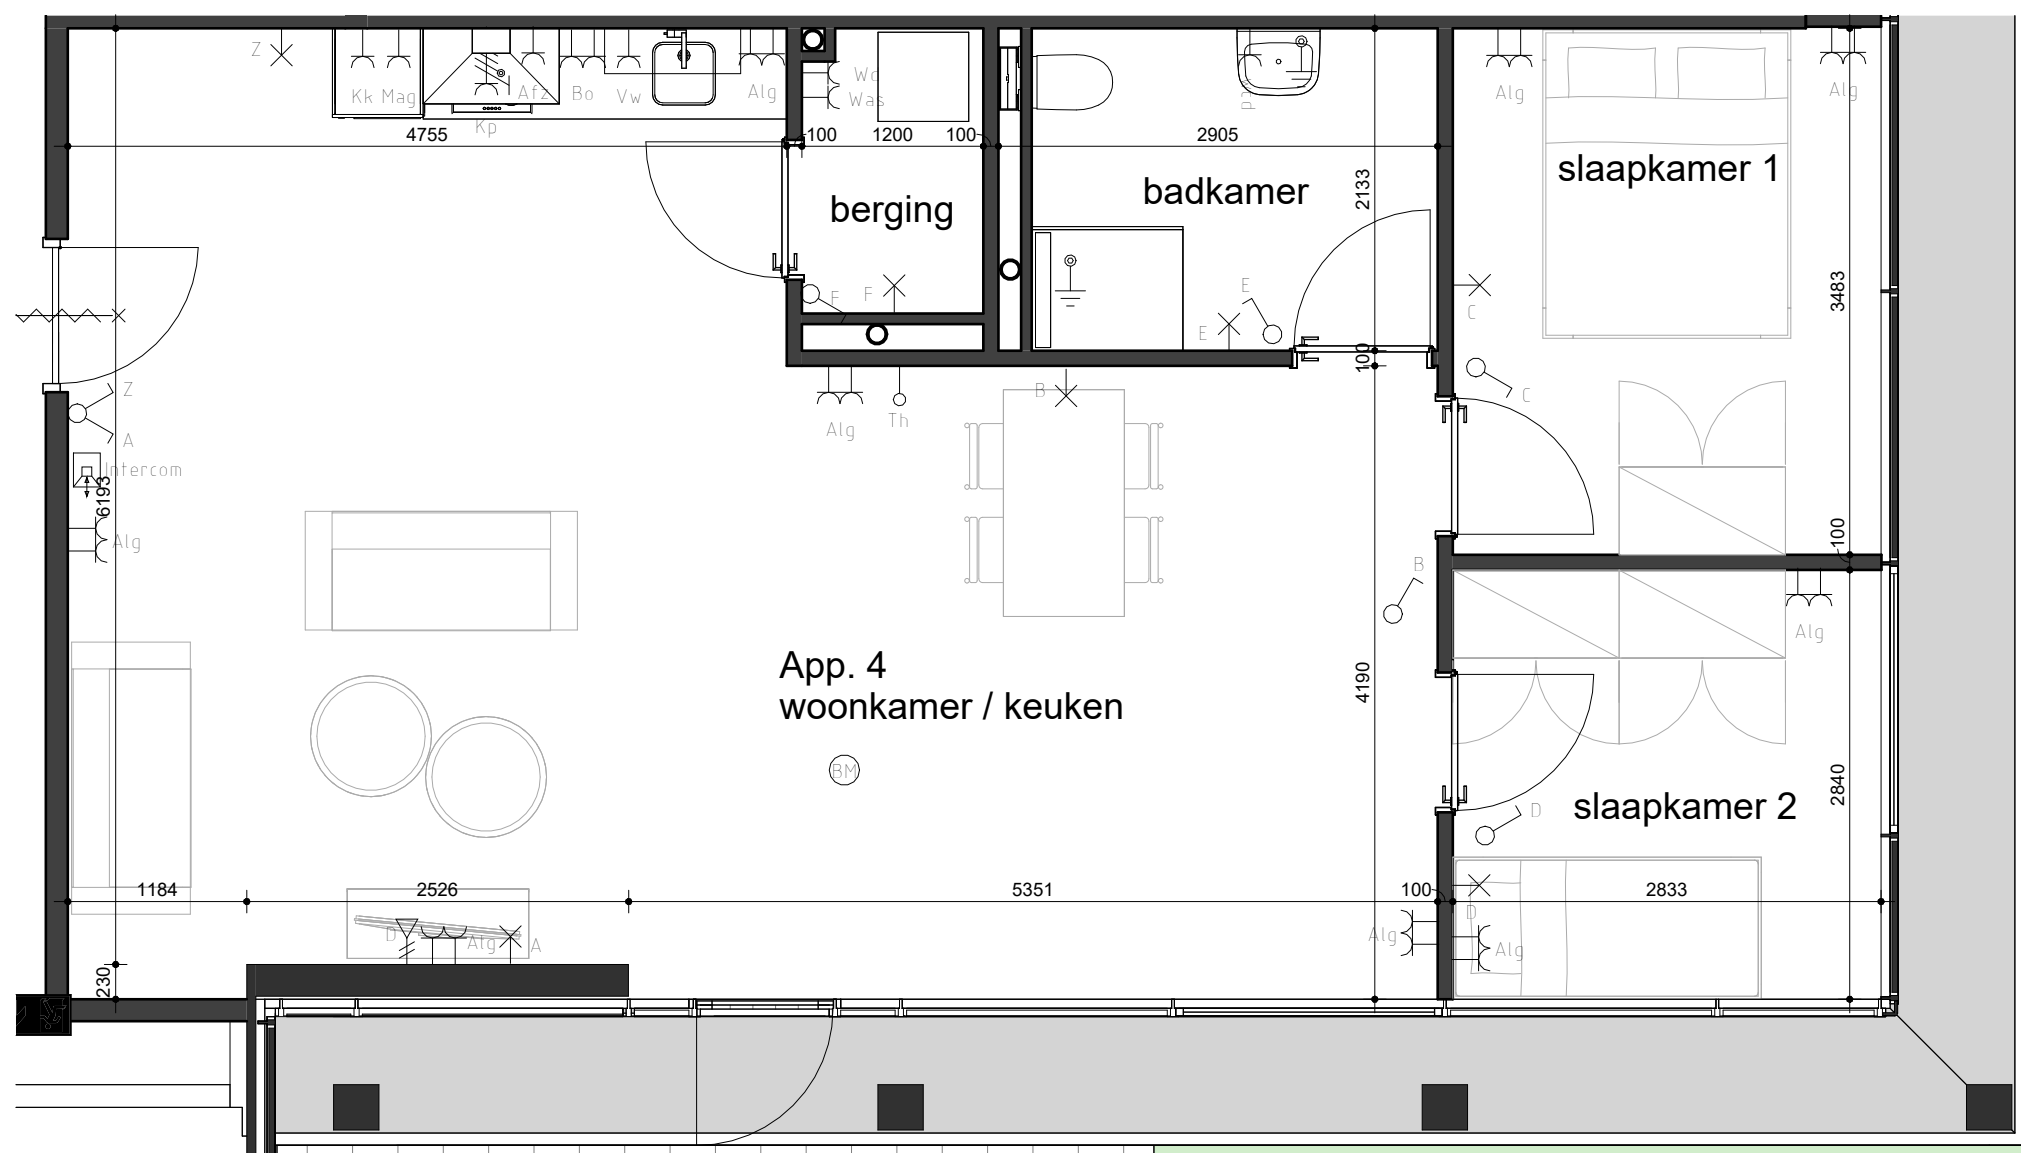 Z
Kk Mag
Kp
Afz
Bo
Vw
Alg
Wd
Was
pw
Alg
Alg
4755
100
1200
100
2905
slaapkamer 1
badkamer
2133
berging
F
F
E
E
C
3483
100
C
Z
A
Intercom
6193
Alg
Alg
Th
B
B
100
Alg
App. 4
woonkamer / keuken
4190
BM
2840
D
slaapkamer 2
1184
2526
5351
100
2833
D
D
Alg
A
Alg
Alg
230